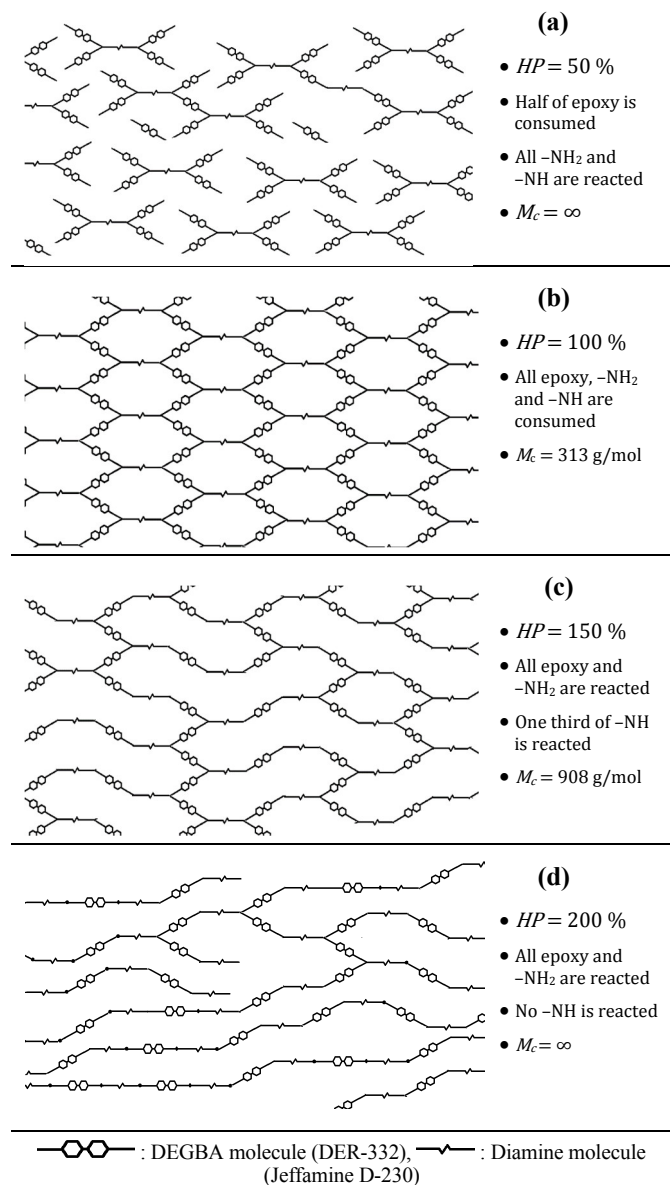 (a)
• HP = 50 %
• Half of epoxy is
consumed
• All –NH₂ and
–NH are reacted
• Mc = ∞
(b)
• HP = 100 %
• All epoxy, –NH₂
and –NH are
consumed
• Mc = 313 g/mol
(c)
• HP = 150 %
• All epoxy and
–NH₂ are reacted
• One third of –NH
is reacted
• Mc = 908 g/mol
(d)
• HP = 200 %
• All epoxy and
–NH₂ are reacted
• No –NH is reacted
• Mc = ∞
: DEGBA molecule (DER-332), : Diamine molecule
(Jeffamine D-230)